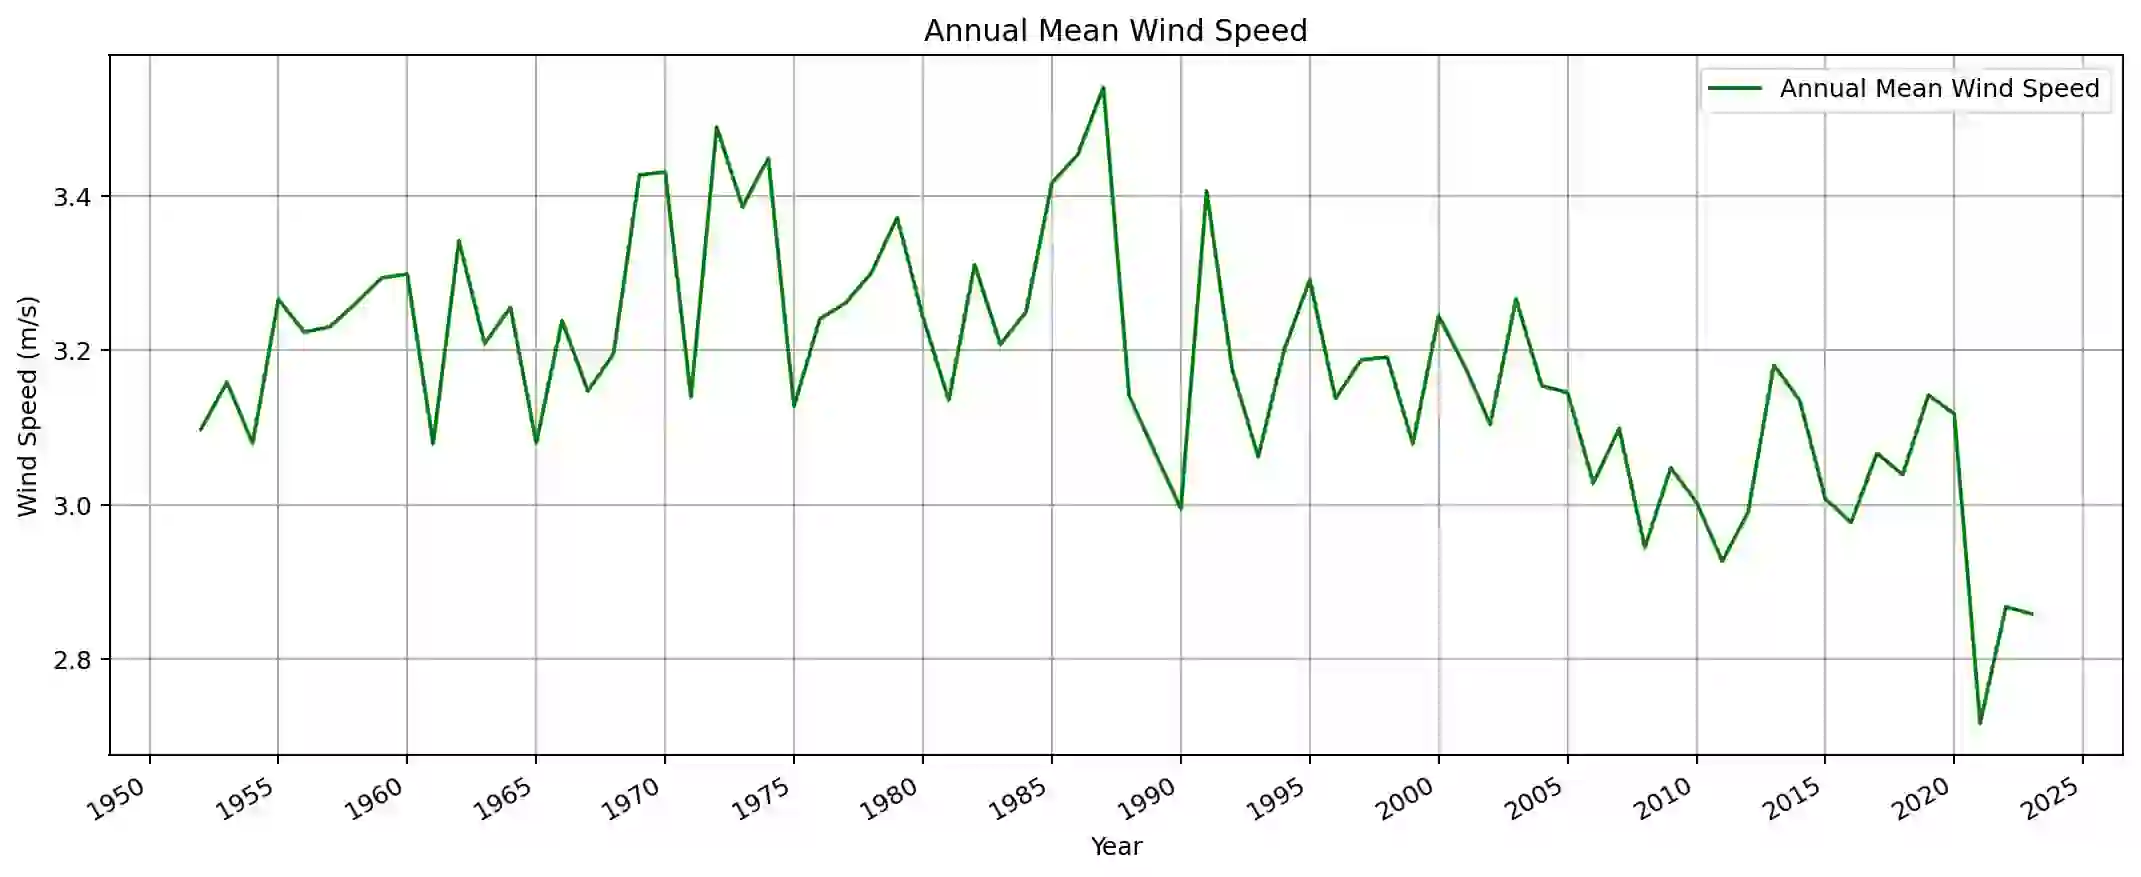 Annual Mean Wind Speed
Annual Mean Wind Speed
Wind Speed (m/s)
3.4
3.2
3.0
2.8
1950 1955 1960 1965 1970 1975 1980 1985 1990 1995 2000 2005 2010 2015 2020 2025
Year